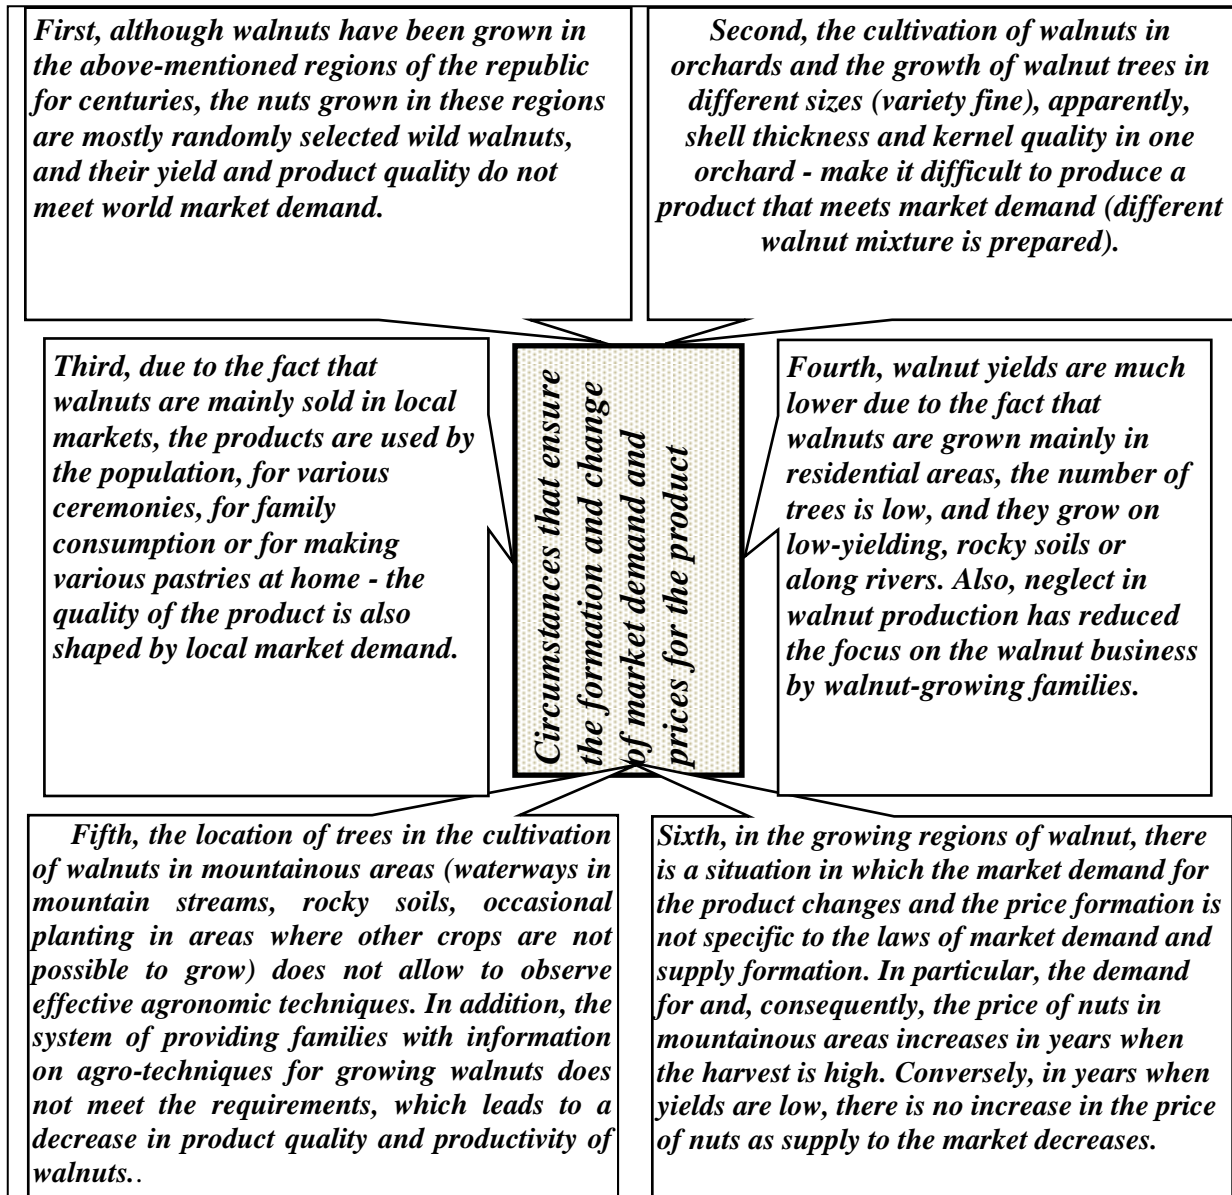 First, although walnuts have been grown in
the above-mentioned regions of the republic
for centuries, the nuts grown in these regions
are mostly randomly selected wild walnuts,
and their yield and product quality do not
meet world market demand.
Second, the cultivation of walnuts in
orchards and the growth of walnut trees in
different sizes (variety fine), apparently,
shell thickness and kernel quality in one
orchard - make it difficult to produce a
product that meets market demand (different
walnut mixture is prepared).
Third, due to the fact that
walnuts are mainly sold in local
markets, the products are used by
the population, for various
ceremonies, for family
consumption or for making
various pastries at home - the
quality of the product is also
shaped by local market demand.
Circumstances that ensure
the formation and change
of market demand and
prices for the product
Fourth, walnut yields are much
lower due to the fact that
walnuts are grown mainly in
residential areas, the number of
trees is low, and they grow on
low-yielding, rocky soils or
along rivers. Also, neglect in
walnut production has reduced
the focus on the walnut business
by walnut-growing families.
Fifth, the location of trees in the cultivation
of walnuts in mountainous areas (waterways in
mountain streams, rocky soils, occasional
planting in areas where other crops are not
possible to grow) does not allow to observe
effective agronomic techniques. In addition, the
system of providing families with information
on agro-techniques for growing walnuts does
not meet the requirements, which leads to a
decrease in product quality and productivity of
walnuts..
Sixth, in the growing regions of walnut, there
is a situation in which the market demand for
the product changes and the price formation is
not specific to the laws of market demand and
supply formation. In particular, the demand
for and, consequently, the price of nuts in
mountainous areas increases in years when
the harvest is high. Conversely, in years when
yields are low, there is no increase in the price
of nuts as supply to the market decreases.